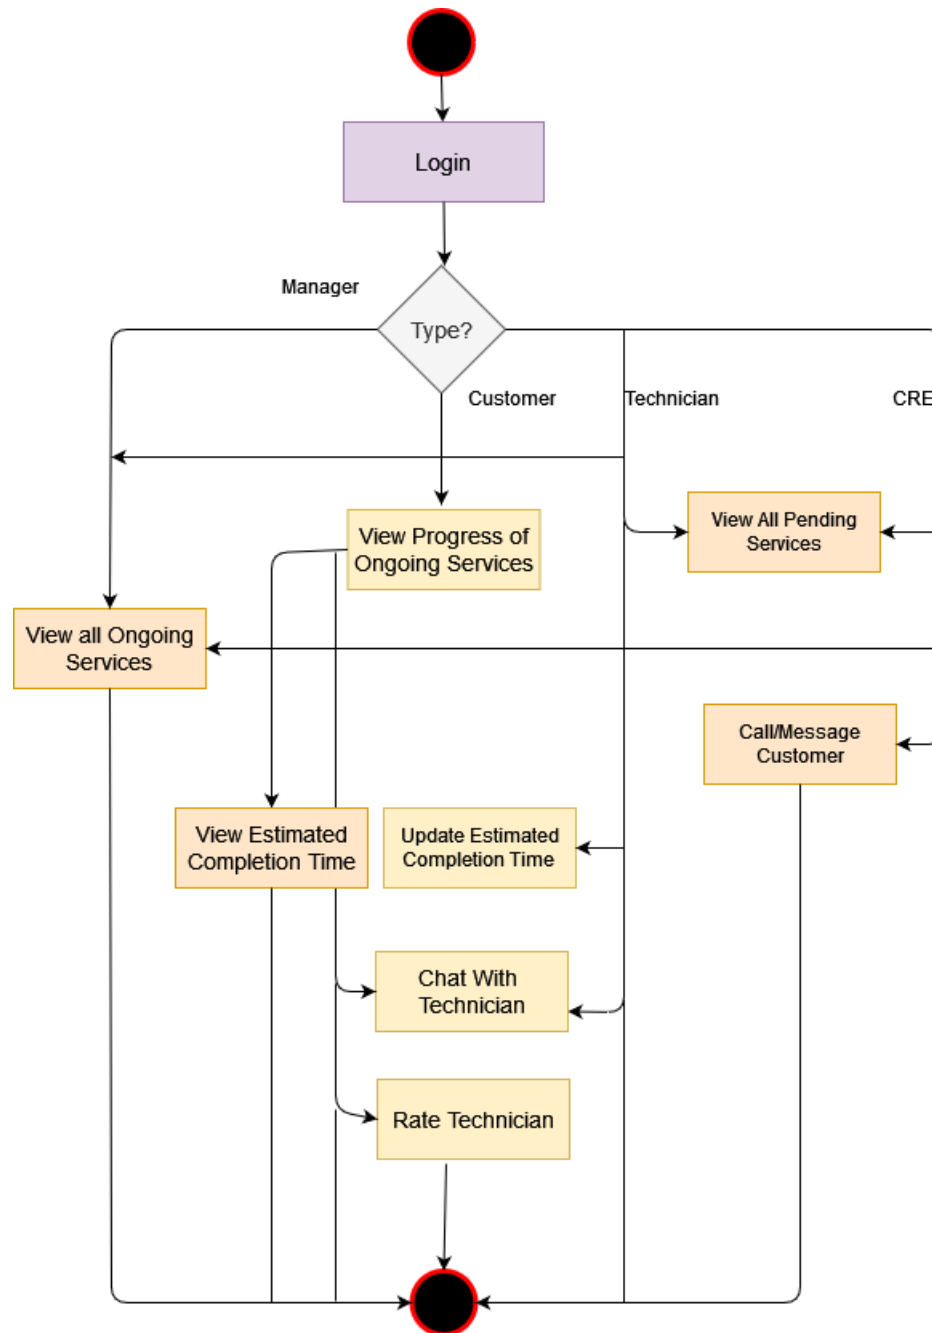 Login
Manager
Type?
Customer
Technician
CRE
View Progress of
Ongoing Services
View All Pending
Services
View all Ongoing
Services
Call/Message
Customer
View Estimated
Completion Time
Update Estimated
Completion Time
Chat With
Technician
Rate Technician